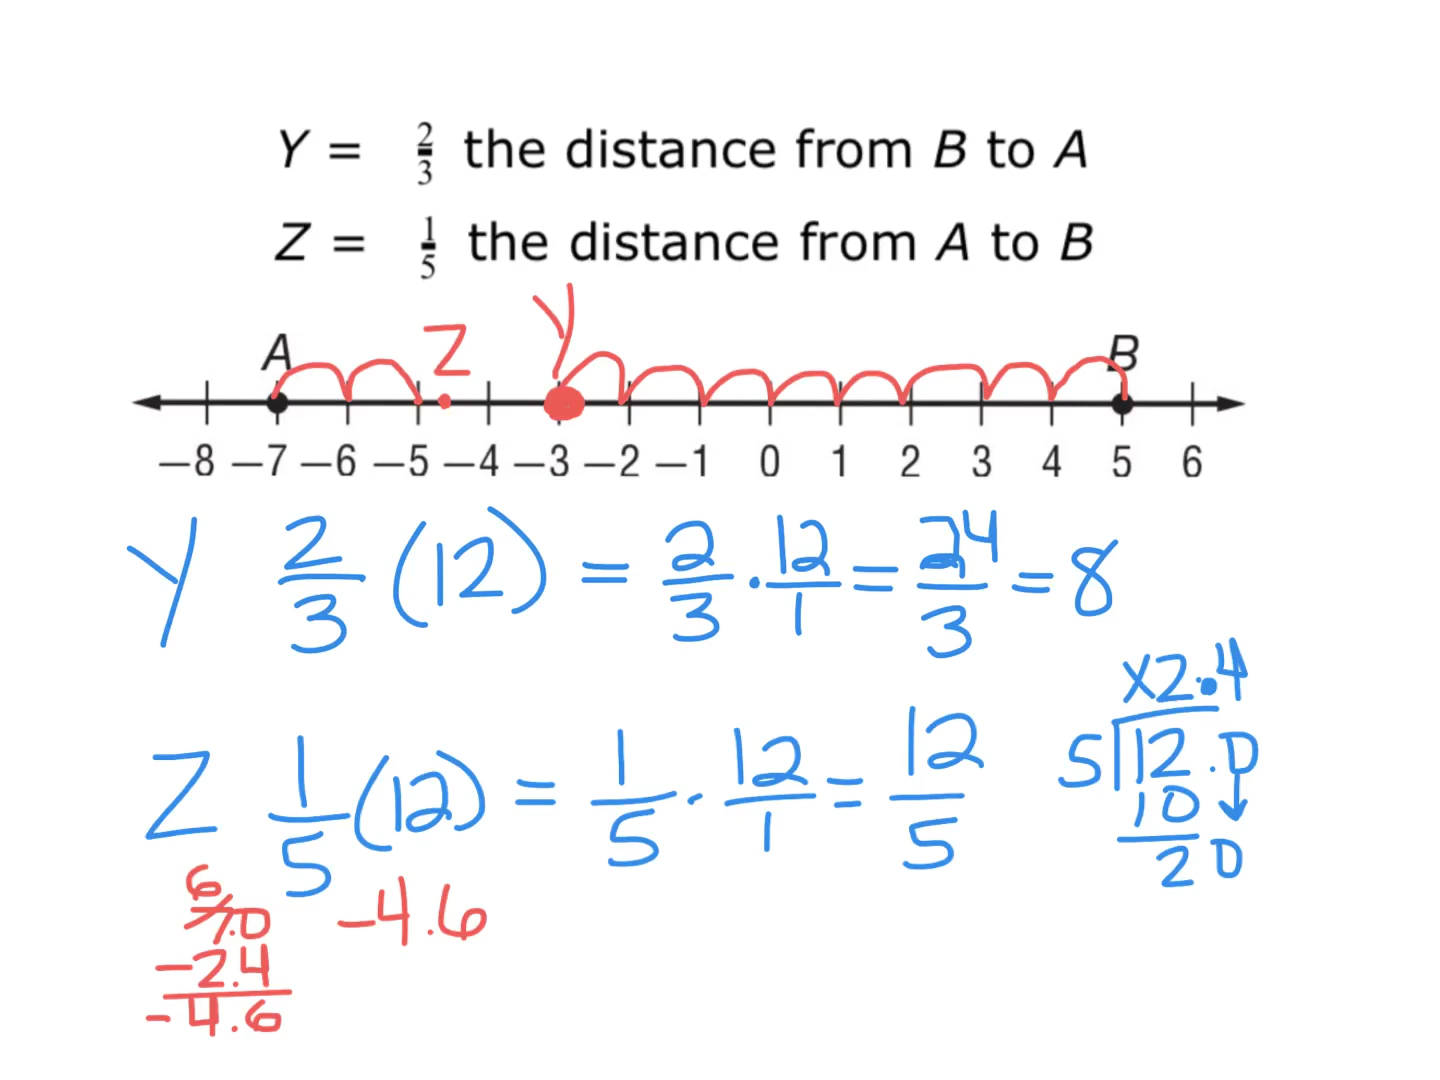 Y = 2/3 the distance from B to A
Z = 1/5 the distance from A to B
A Z Y B
−8 −7 −6 −5 −4 −3 −2 −1 0 1 2 3 4 5 6
Y 2/3 (12) = 2/3 · 12/1 = 24/3 = 8
x2.4
Z 1/5 (12) = 1/5 · 12/1 = 12/5
5 12.0
10
20
6
-7.0
-2.4
-4.6
-4.6